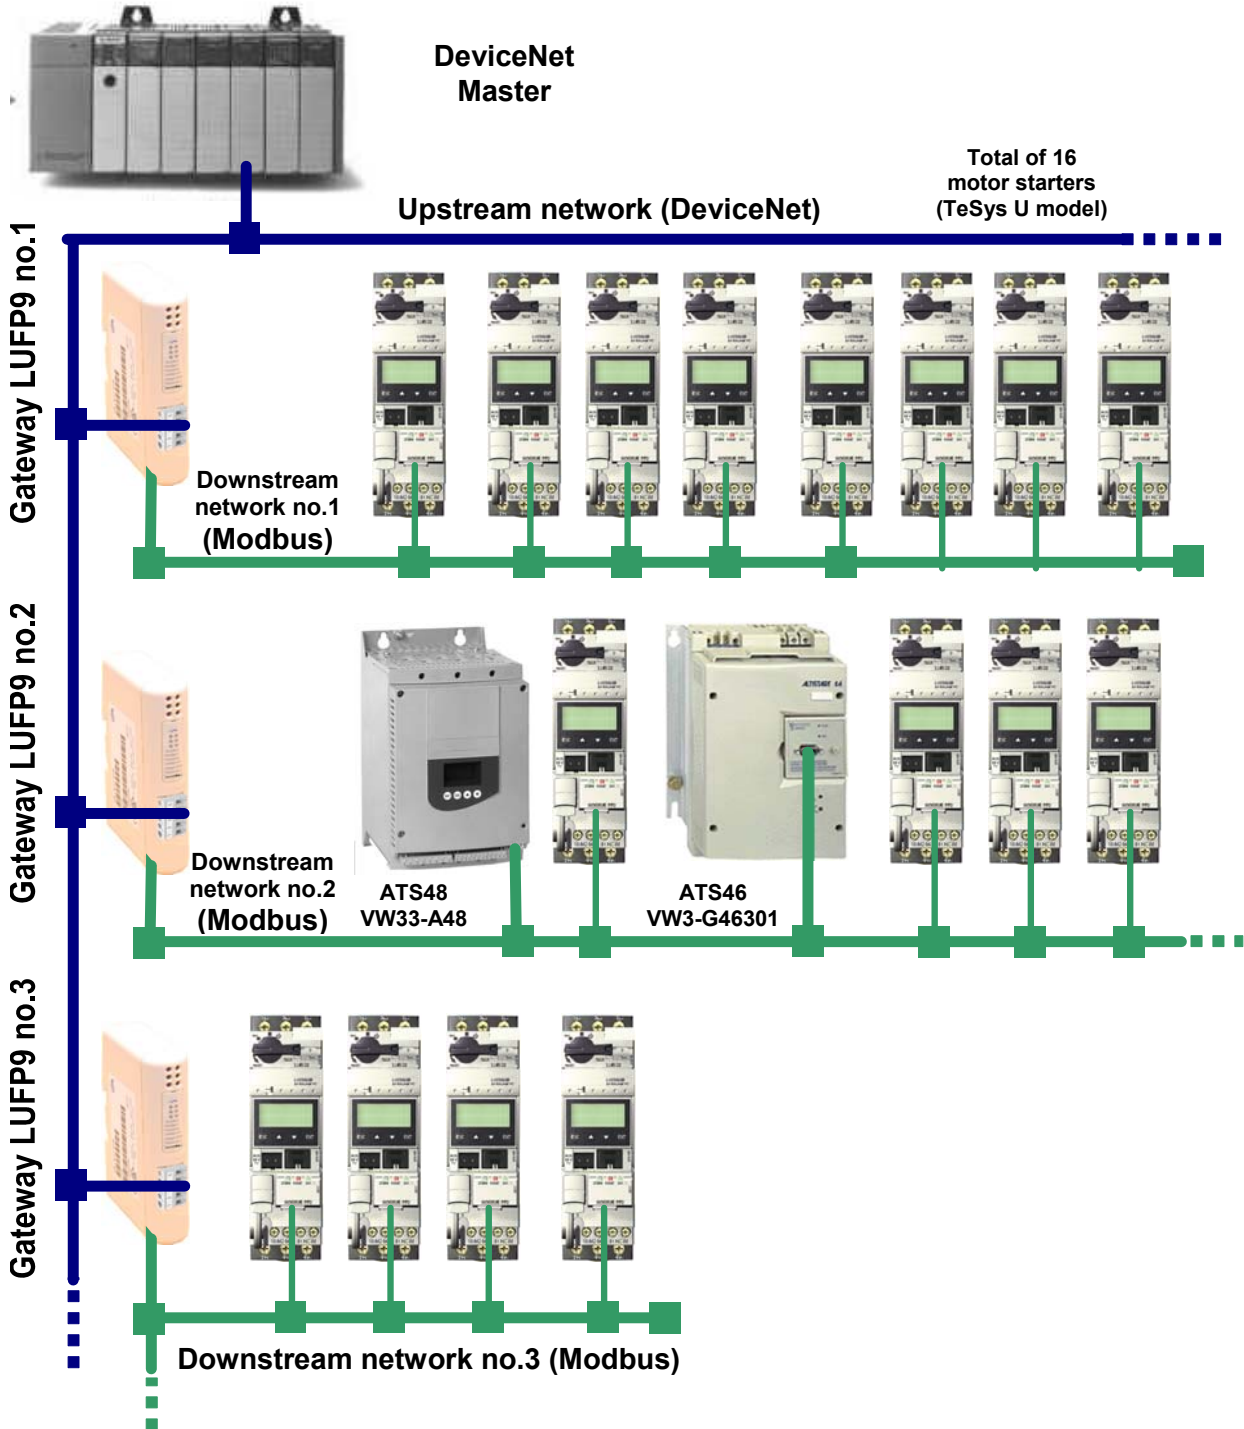 DeviceNet
Master
Total of 16
motor starters
(TeSys U model)
Upstream network (DeviceNet)
Gateway LUFP9 no.1
Downstream
network no.1
(Modbus)
Gateway LUFP9 no.2
ALTISTART 46
Downstream
network no.2
(Modbus)
ATS48
VW33-A48
ATS46
VW3-G46301
Gateway LUFP9 no.3
Downstream network no.3 (Modbus)